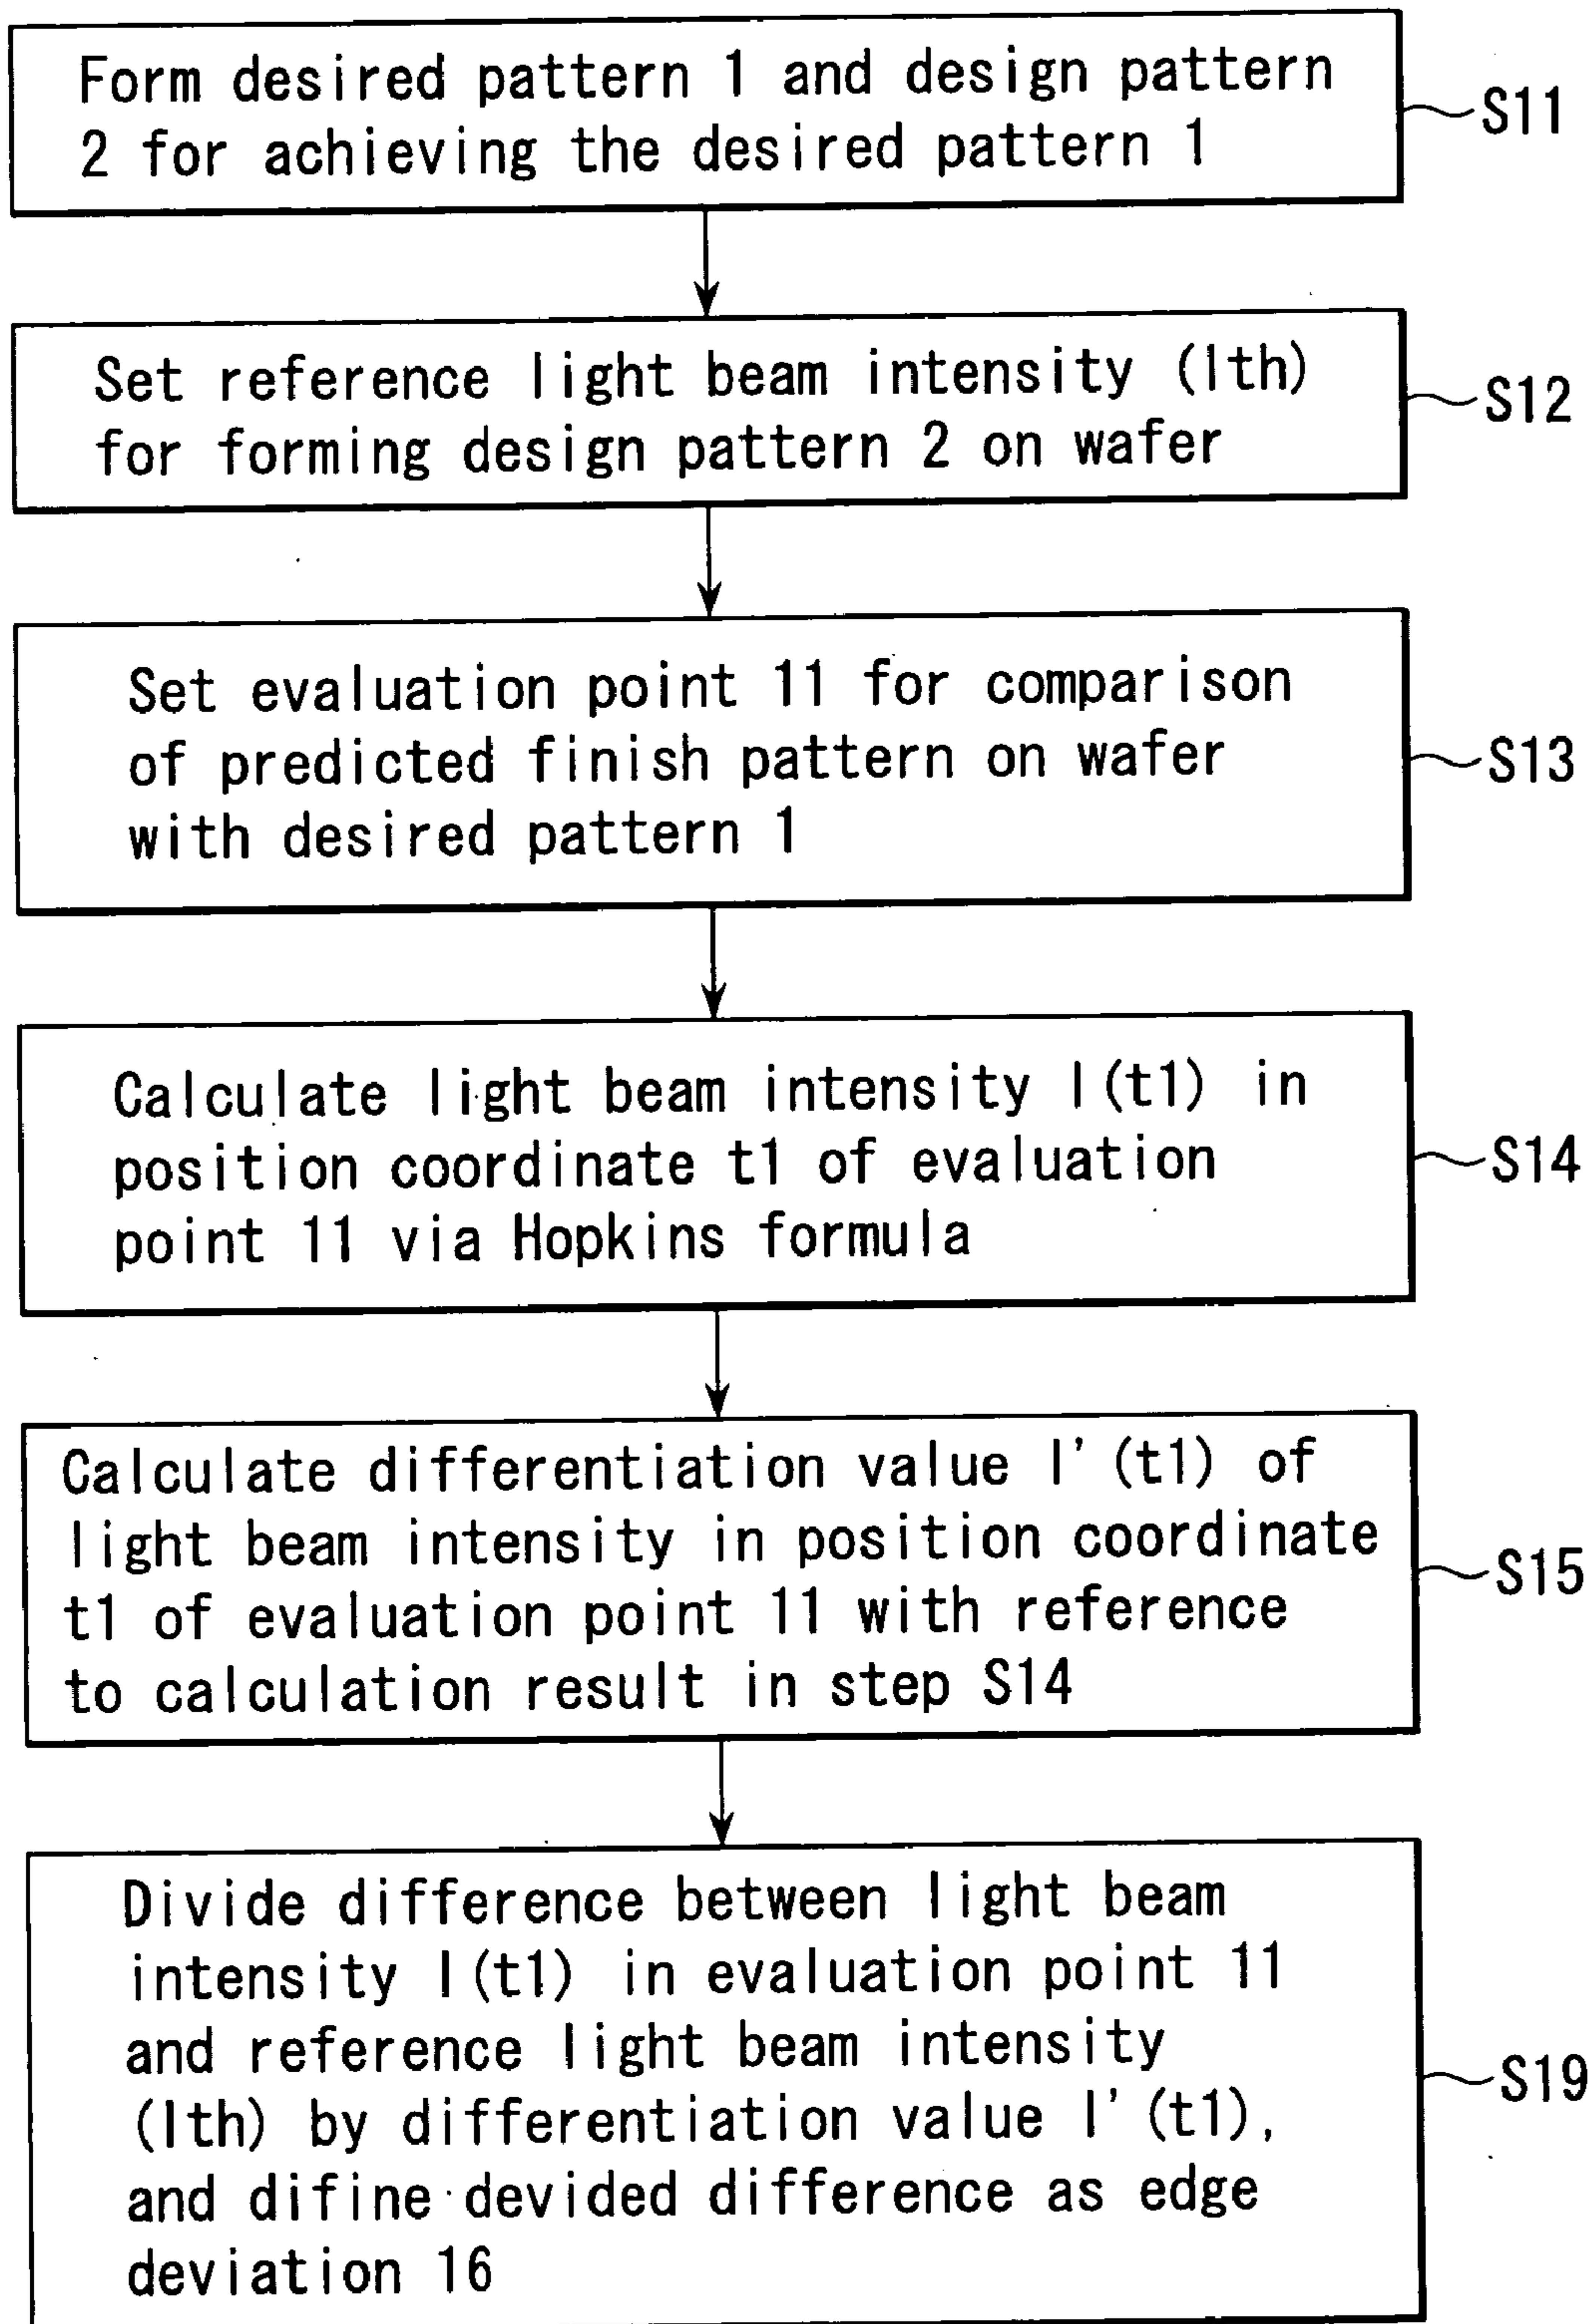 Form desired pattern 1 and design pattern
2 for achieving the desired pattern 1
S11
Set reference light beam intensity (Ith)
for forming design pattern 2 on wafer
S12
Set evaluation point 11 for comparison
of predicted finish pattern on wafer
with desired pattern 1
S13
Calculate light beam intensity I(t1) in
position coordinate t1 of evaluation
point 11 via Hopkins formula
S14
Calculate differentiation value I'(t1) of
light beam intensity in position coordinate
t1 of evaluation point 11 with reference
to calculation result in step S14
S15
Divide difference between light beam
intensity I(t1) in evaluation point 11
and reference light beam intensity
(Ith) by differentiation value I'(t1),
and difine devided difference as edge
deviation 16
S19